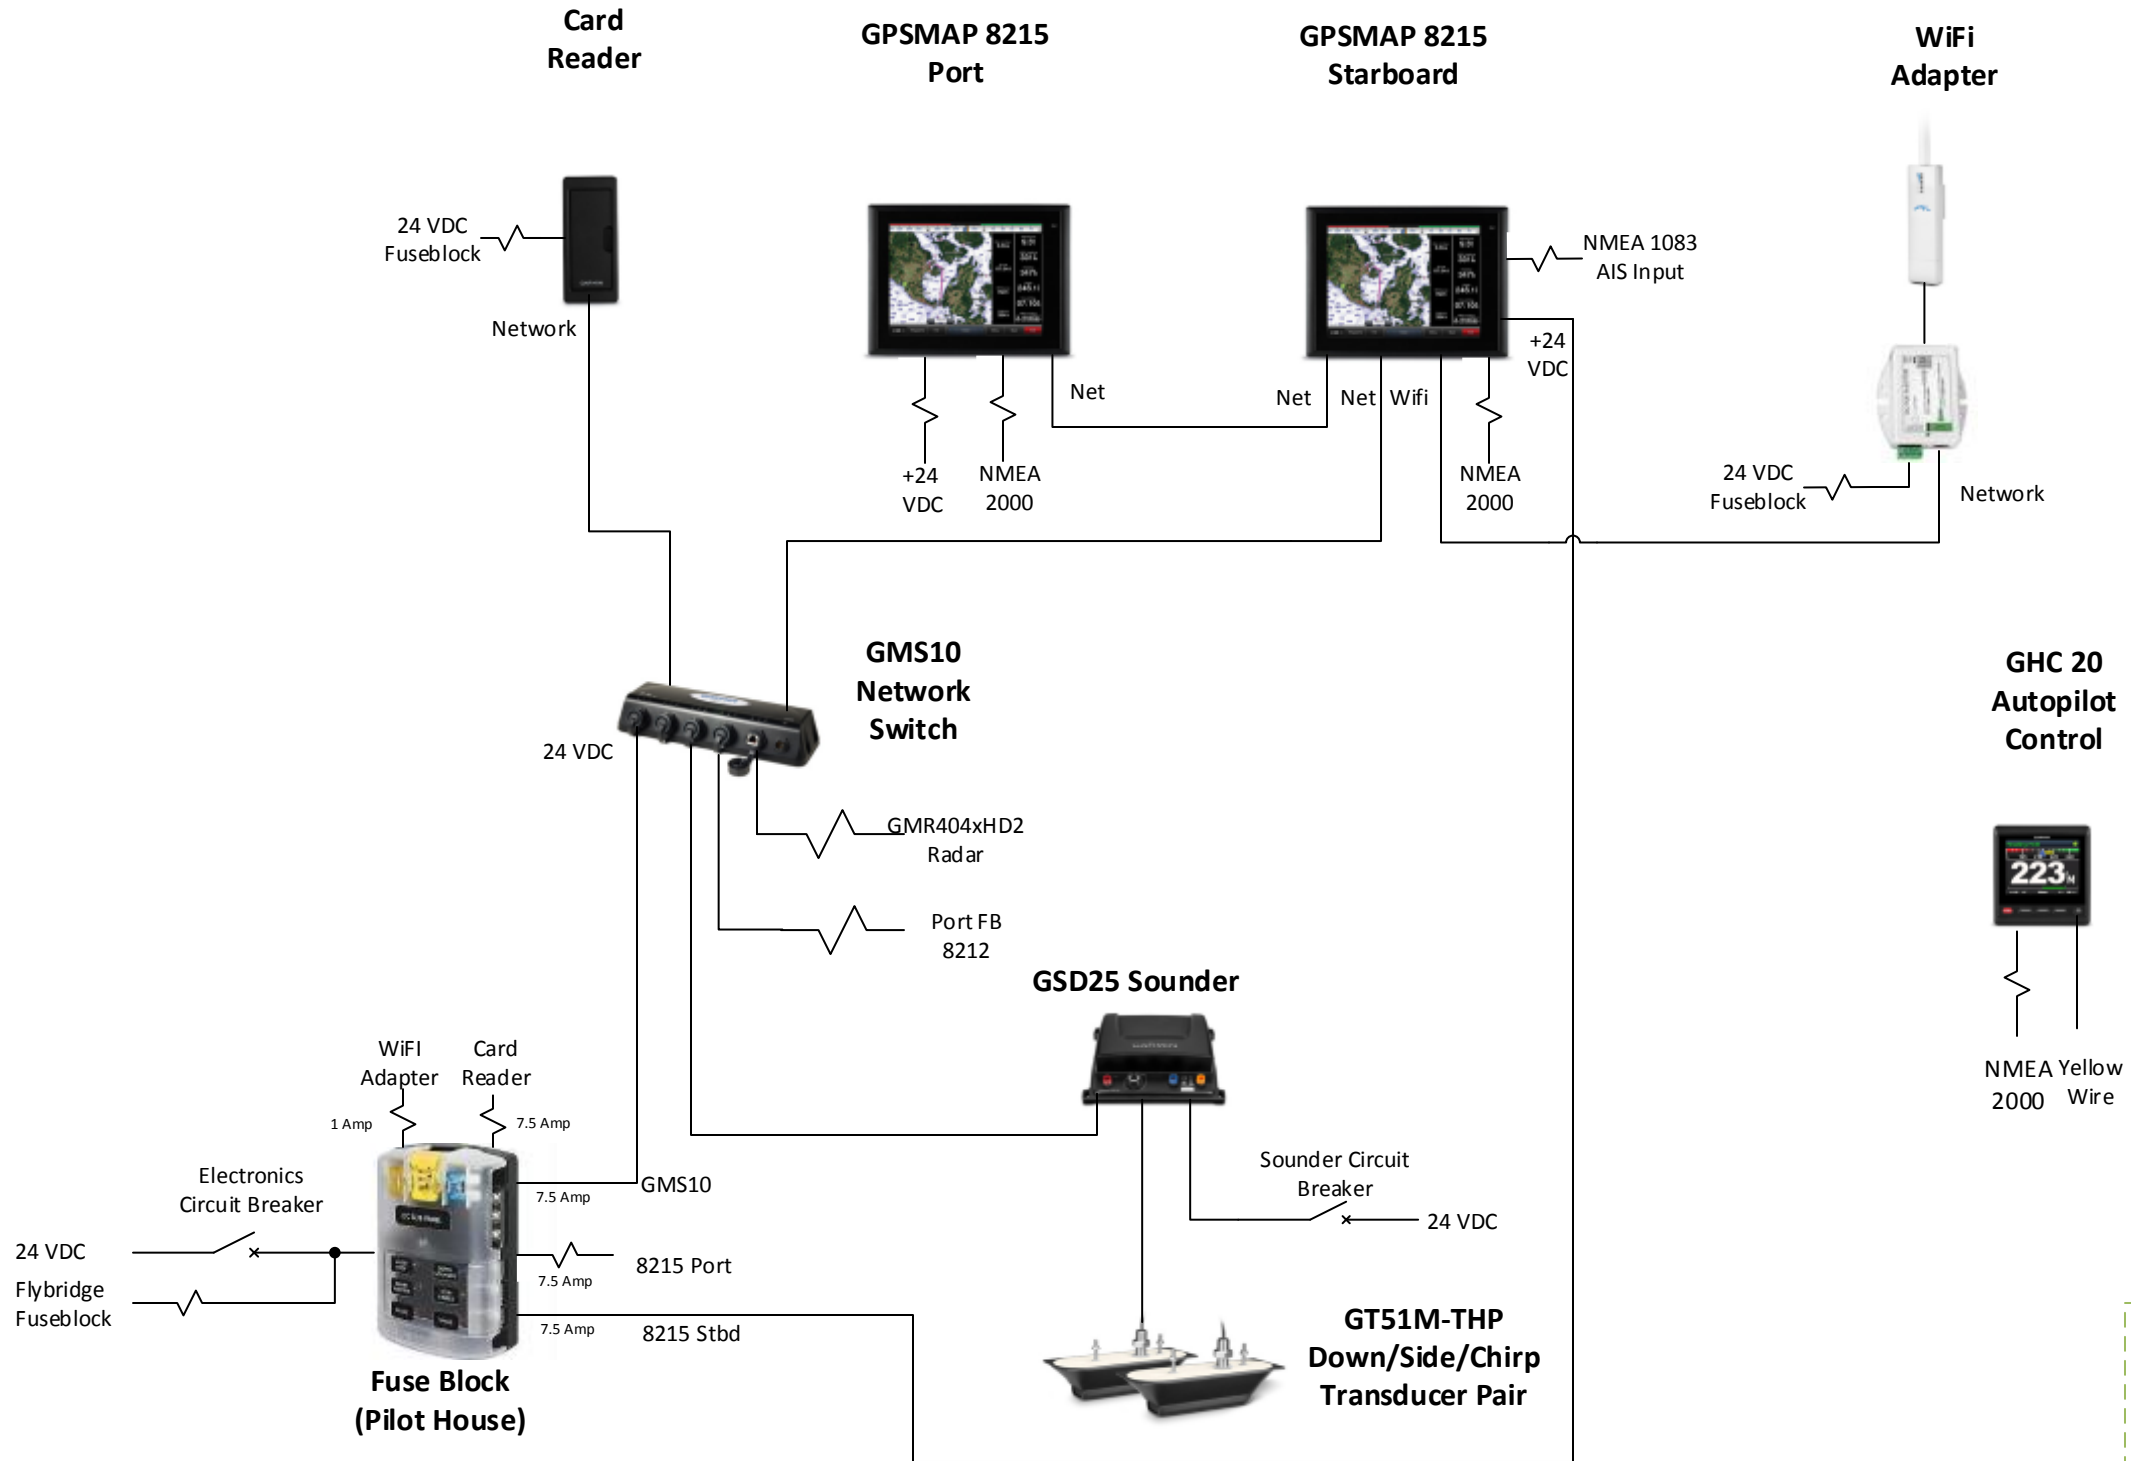 Card
Reader
GPSMAP 8215
Port
GPSMAP 8215
Starboard
WiFi
Adapter
24 VDC
Fuseblock
Network
NMEA 1083
AIS Input
+24
VDC
Net
Net
Net
Wifi
+24
VDC
NMEA
2000
NMEA
2000
24 VDC
Fuseblock
Network
GMS10
Network
Switch
24 VDC
GHC 20
Autopilot
Control
223
GMR404xHD2
Radar
Port FB
8212
GSD25 Sounder
NMEA
2000
Yellow
Wire
WiFI
Adapter
Card
Reader
1 Amp
7.5 Amp
Electronics
Circuit Breaker
7.5 Amp
GMS10
Sounder Circuit
Breaker
24 VDC
24 VDC
Flybridge
Fuseblock
7.5 Amp
8215 Port
7.5 Amp
8215 Stbd
GT51M-THP
Down/Side/Chirp
Transducer Pair
Fuse Block
(Pilot House)